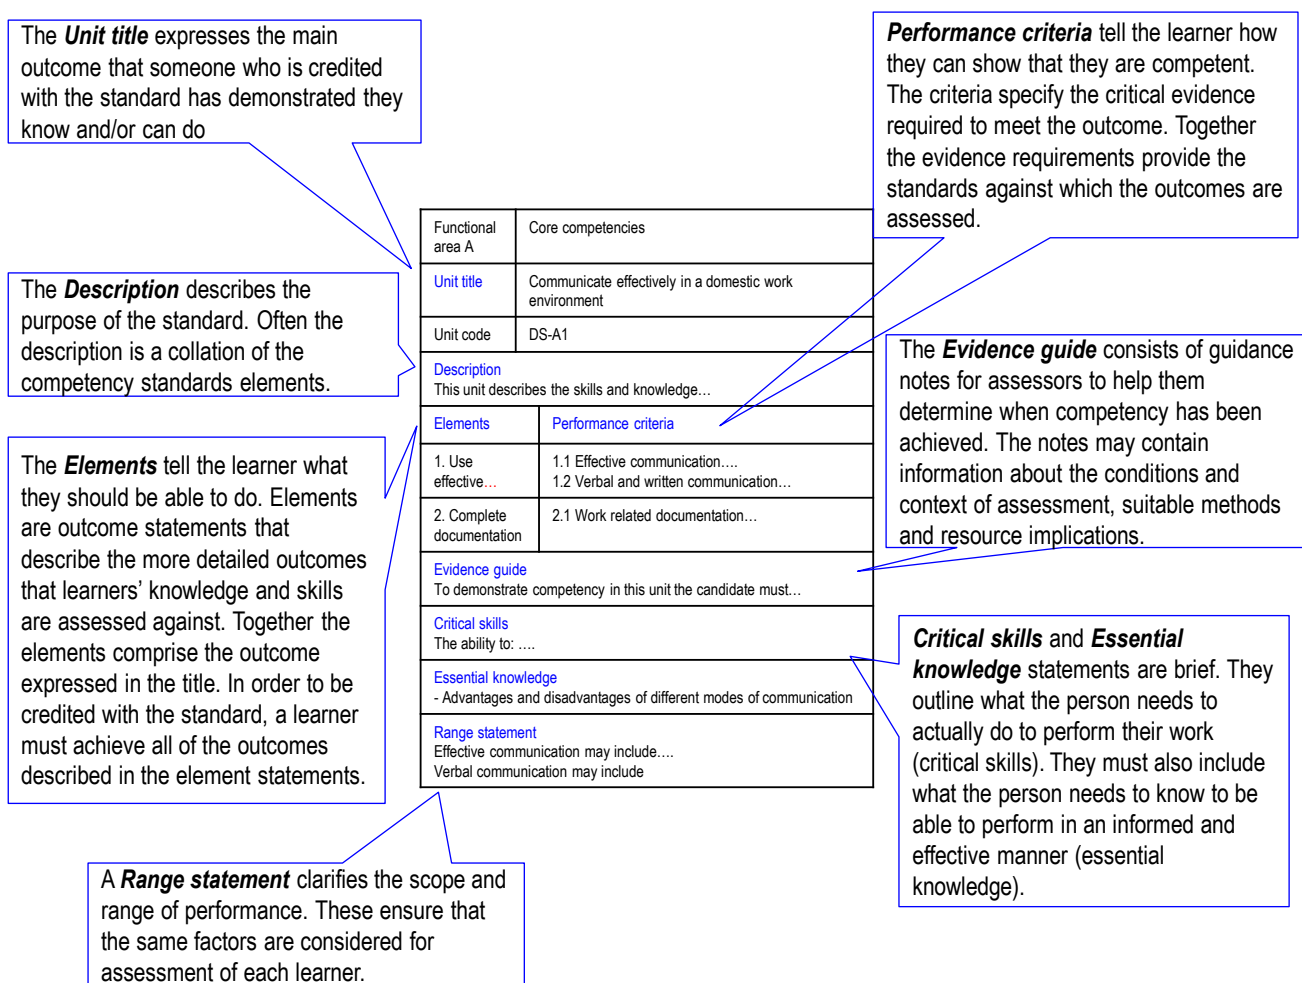 The Unit title expresses the main
outcome that someone who is credited
with the standard has demonstrated they
know and/or can do
Performance criteria tell the learner how
they can show that they are competent.
The criteria specify the critical evidence
required to meet the outcome. Together
the evidence requirements provide the
standards against which the outcomes are
assessed.
The Description describes the
purpose of the standard. Often the
description is a collation of the
competency standards elements.
The Elements tell the learner what
they should be able to do. Elements
are outcome statements that
describe the more detailed outcomes
that learners’ knowledge and skills
are assessed against. Together the
elements comprise the outcome
expressed in the title. In order to be
credited with the standard, a learner
must achieve all of the outcomes
described in the element statements.
Functional
area A
Core competencies
Unit title
Communicate effectively in a domestic work
environment
Unit code
DS-A1
Description
This unit describes the skills and knowledge…
Elements
Performance criteria
1. Use
effective…
1.1 Effective communication….
1.2 Verbal and written communication…
2. Complete
documentation
2.1 Work related documentation…
Evidence guide
To demonstrate competency in this unit the candidate must…
Critical skills
The ability to: ….
Essential knowledge
- Advantages and disadvantages of different modes of communication
Range statement
Effective communication may include….
Verbal communication may include
The Evidence guide consists of guidance
notes for assessors to help them
determine when competency has been
achieved. The notes may contain
information about the conditions and
context of assessment, suitable methods
and resource implications.
Critical skills and Essential
knowledge statements are brief. They
outline what the person needs to
actually do to perform their work
(critical skills). They must also include
what the person needs to know to be
able to perform in an informed and
effective manner (essential
knowledge).
A Range statement clarifies the scope and
range of performance. These ensure that
the same factors are considered for
assessment of each learner.